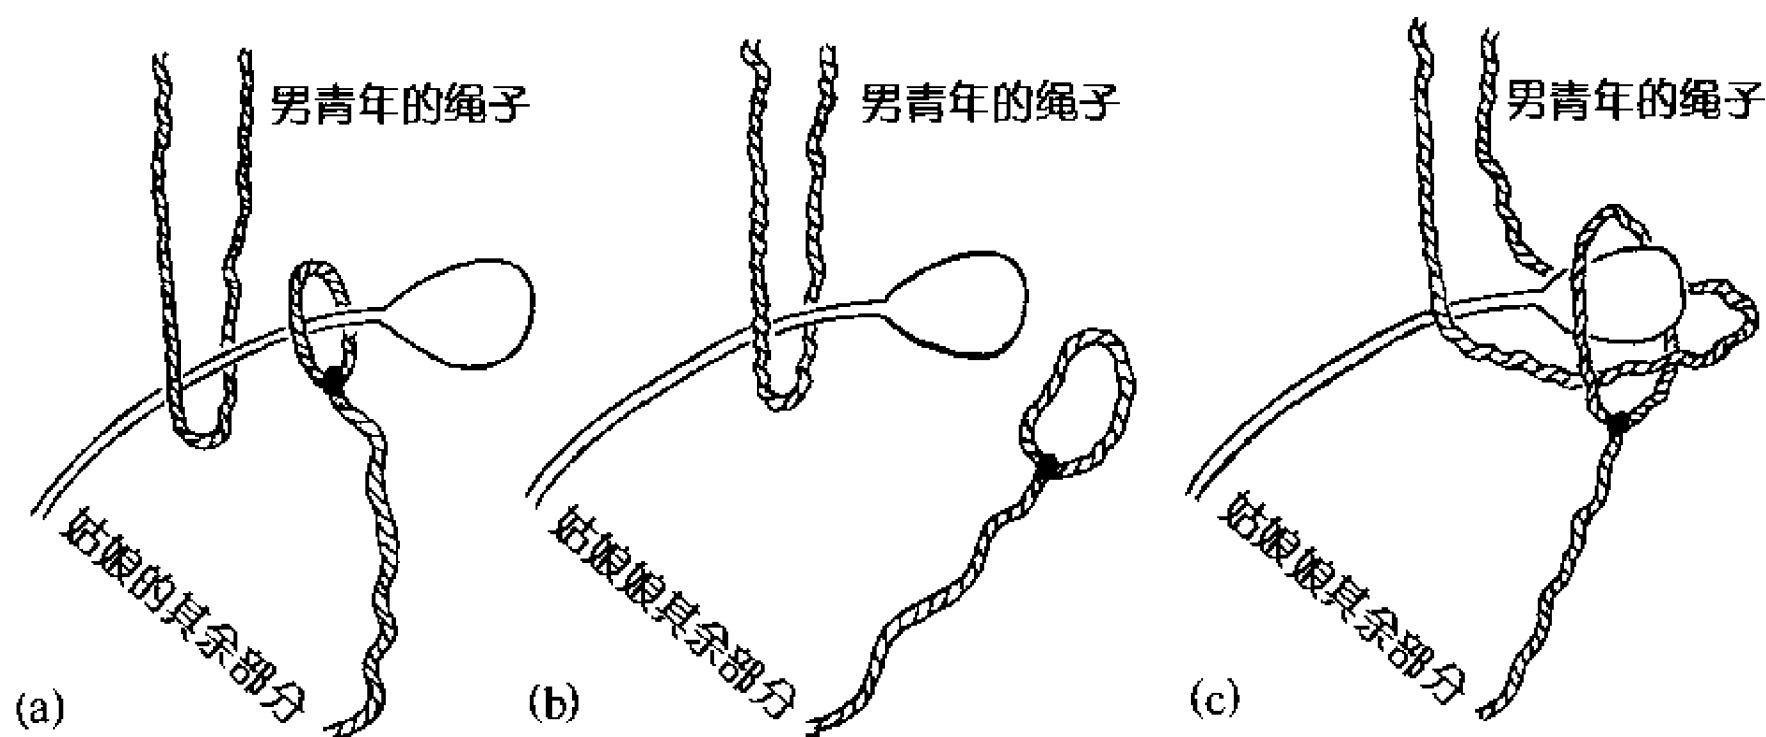 男青年的绳子
男青年的绳子
男青年的绳子
姑娘的其余部分
姑娘娘其余部分
姑娘娘其余部分
(a)
(b)
(c)